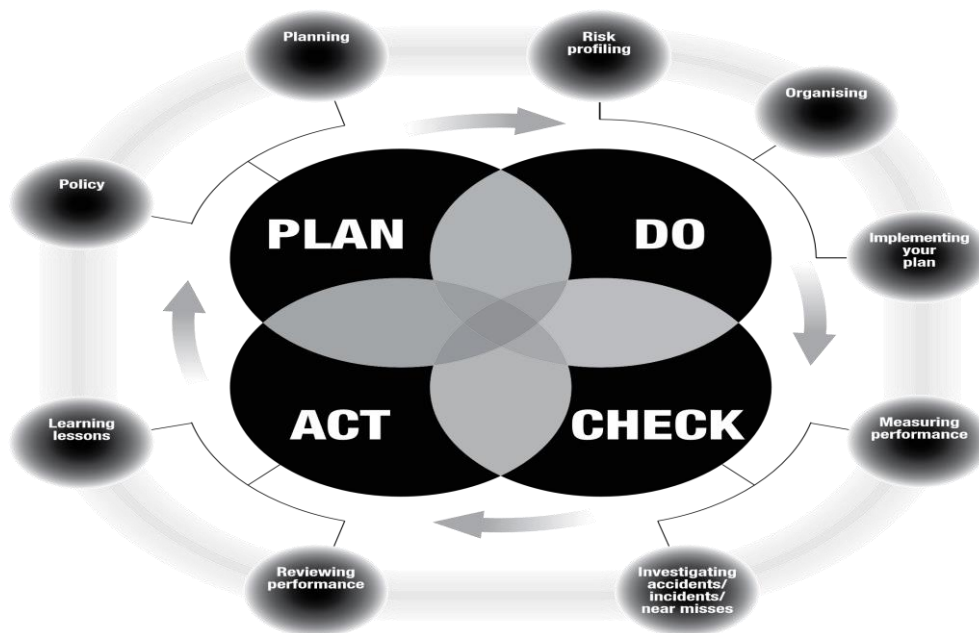 Planning
Risk
profiling
Organising
Policy
PLAN
DO
Implementing
your
plan
ACT
CHECK
Learning
lessons
Measuring
performance
Reviewing
performance
Investigating
accidents/
incidents/
near misses